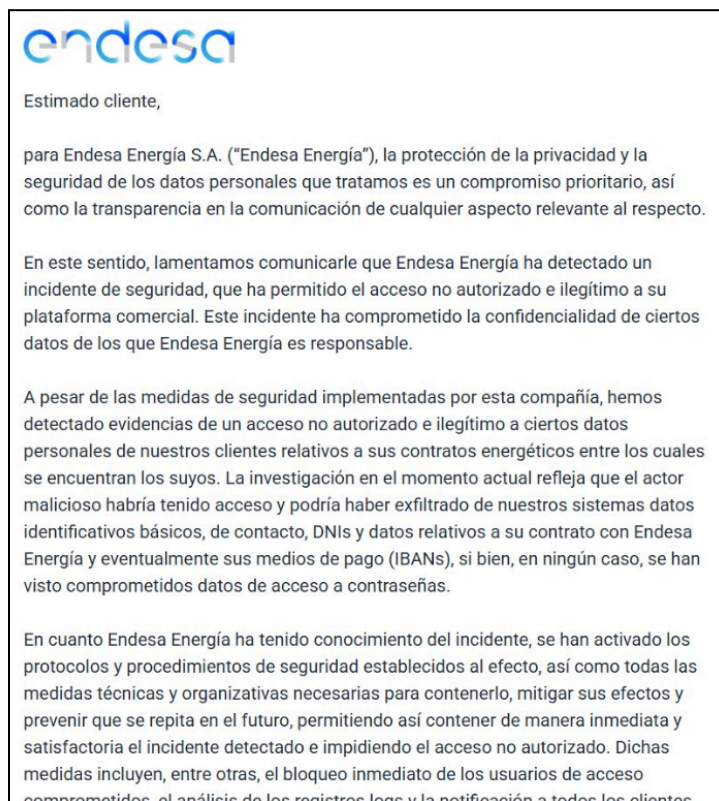 endesa
Estimado cliente,
para Endesa Energía S.A. (“Endesa Energía”), la protección de la privacidad y la
seguridad de los datos personales que tratamos es un compromiso prioritario, así
como la transparencia en la comunicación de cualquier aspecto relevante al respecto.
En este sentido, lamentamos comunicarle que Endesa Energía ha detectado un
incidente de seguridad, que ha permitido el acceso no autorizado e ilegítimo a su
plataforma comercial. Este incidente ha comprometido la confidencialidad de ciertos
datos de los que Endesa Energía es responsable.
A pesar de las medidas de seguridad implementadas por esta compañía, hemos
detectado evidencias de un acceso no autorizado e ilegítimo a ciertos datos
personales de nuestros clientes relativos a sus contratos energéticos entre los cuales
se encuentran los suyos. La investigación en el momento actual refleja que el actor
malicioso habría tenido acceso y podría haber exfiltrado de nuestros sistemas datos
identificativos básicos, de contacto, DNIs y datos relativos a su contrato con Endesa
Energía y eventualmente sus medios de pago (IBANs), si bien, en ningún caso, se han
visto comprometidos datos de acceso a contraseñas.
En cuanto Endesa Energía ha tenido conocimiento del incidente, se han activado los
protocolos y procedimientos de seguridad establecidos al efecto, así como todas las
medidas técnicas y organizativas necesarias para contenerlo, mitigar sus efectos y
prevenir que se repita en el futuro, permitiendo así contener de manera inmediata y
satisfactoria el incidente detectado e impidiendo el acceso no autorizado. Dichas
medidas incluyen, entre otras, el bloqueo inmediato de los usuarios de acceso
comprometidos, el análisis de los registros logs y la notificación a todos los clientes